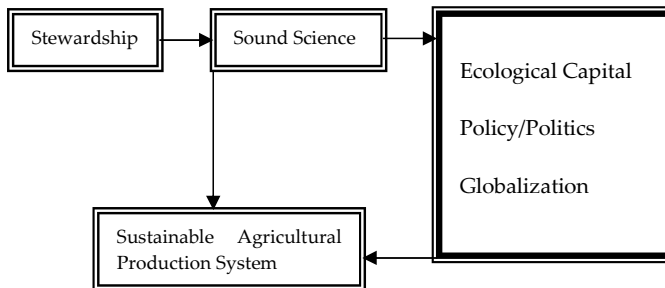 Stewardship
Sound Science
Ecological Capital
Policy/Politics
Globalization
Sustainable Agricultural
Production System